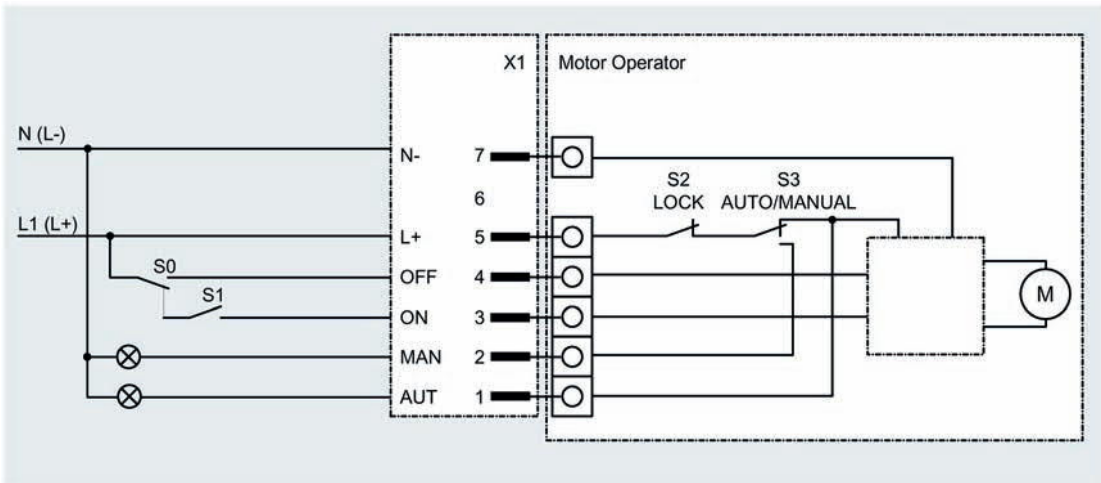 X1 Motor Operator
N (L-)
N- 7
S2 S3
6 LOCK AUTO/MANUAL
L1 (L+)
L+ 5
S0
OFF 4
S1
M
ON 3
MAN 2
AUT 1